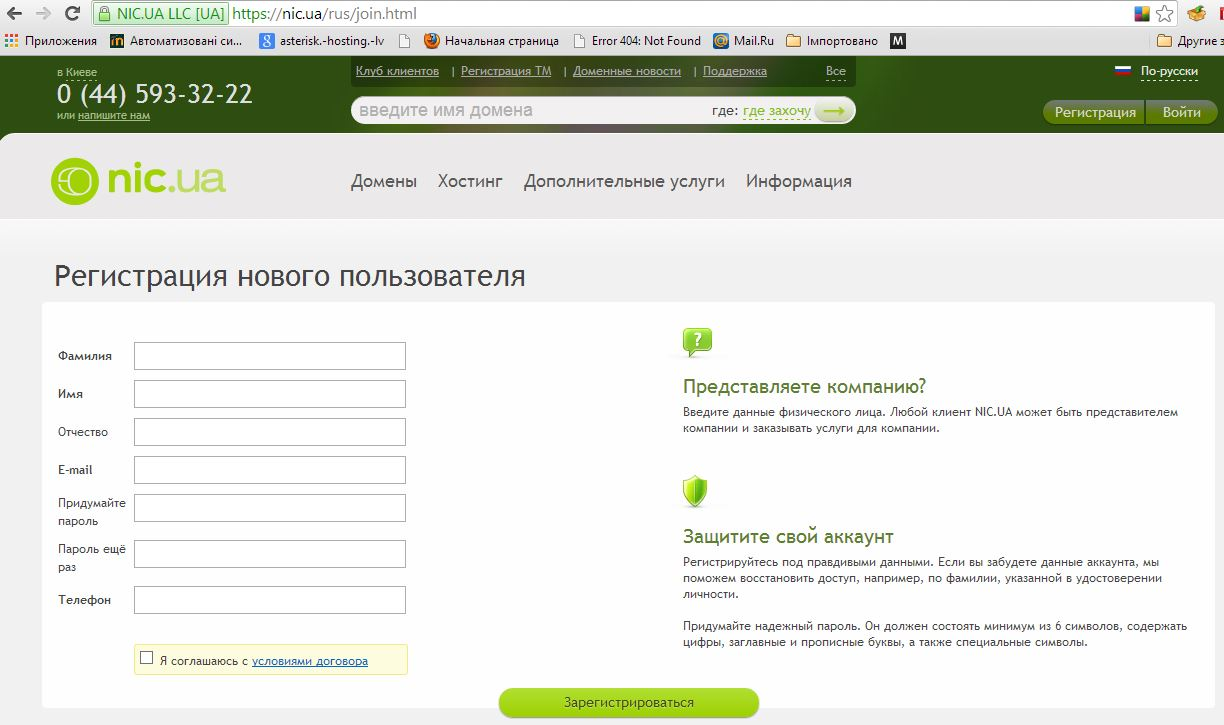 NIC.UA LLC [UA] https://nic.ua/rus/join.html
Приложения Автоматизовані си... asterisk.-hosting.-lv Начальная страница Error 404: Not Found Mail.Ru Імпортовано M Другие з
в Киеве
0 (44) 593-32-22
или напишите нам
Клуб клиентов | Регистрация ТМ | Доменные новости | Поддержка Все
введите имя домена где: где захочу
По-русски
Регистрация Войти
nic.ua
Домены Хостинг Дополнительные услуги Информация
Регистрация нового пользователя
Фамилия
Имя
Отчество
E-mail
Придумайте
пароль
Пароль ещё
раз
Телефон
Я соглашаюсь с условиями договора
?
Представляете компанию?
Введите данные физического лица. Любой клиент NIC.UA может быть представителем
компании и заказывать услуги для компании.
Защитите свой аккаунт
Регистрируйтесь под правдивыми данными. Если вы забудете данные аккаунта, мы
поможем восстановить доступ, например, по фамилии, указанной в удостоверении
личности.
Придумайте надежный пароль. Он должен состоять минимум из 6 символов, содержать
цифры, заглавные и прописные буквы, а также специальные символы.
Зарегистрироваться